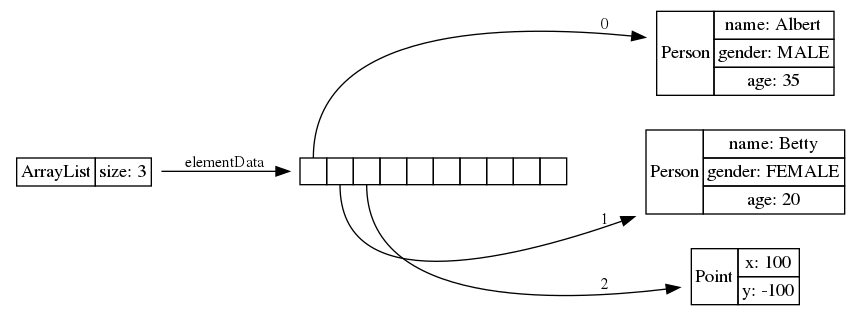 ArrayList size: 3
elementData
0
Person
name: Albert
gender: MALE
age: 35
1
Person
name: Betty
gender: FEMALE
age: 20
2
Point
x: 100
y: -100